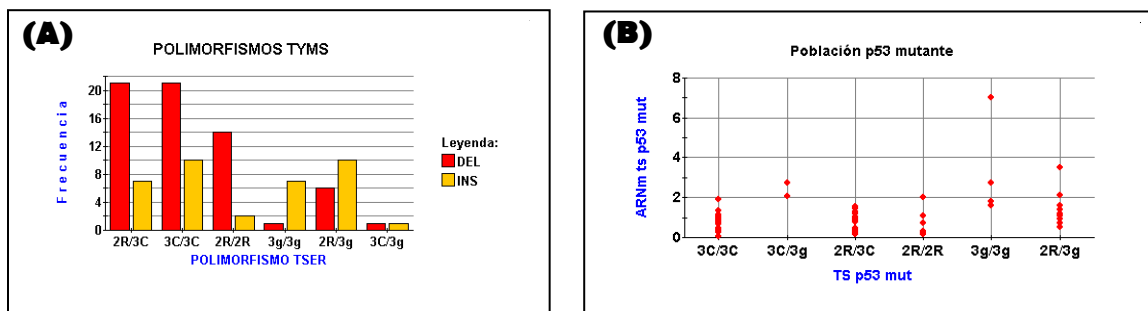 (A)
POLIMORFISMOS TYMS
Frecuencia
20
16
12
8
4
0
2R/3C 3C/3C 2R/2R 3g/3g 2R/3g 3C/3g
POLIMORFISMO TSER
Leyenda:
DEL
INS
(B)
Población p53 mutante
ARNm ts p53 mut
8
6
4
2
0
3C/3C 3C/3g 2R/3C 2R/2R 3g/3g 2R/3g
TS p53 mut